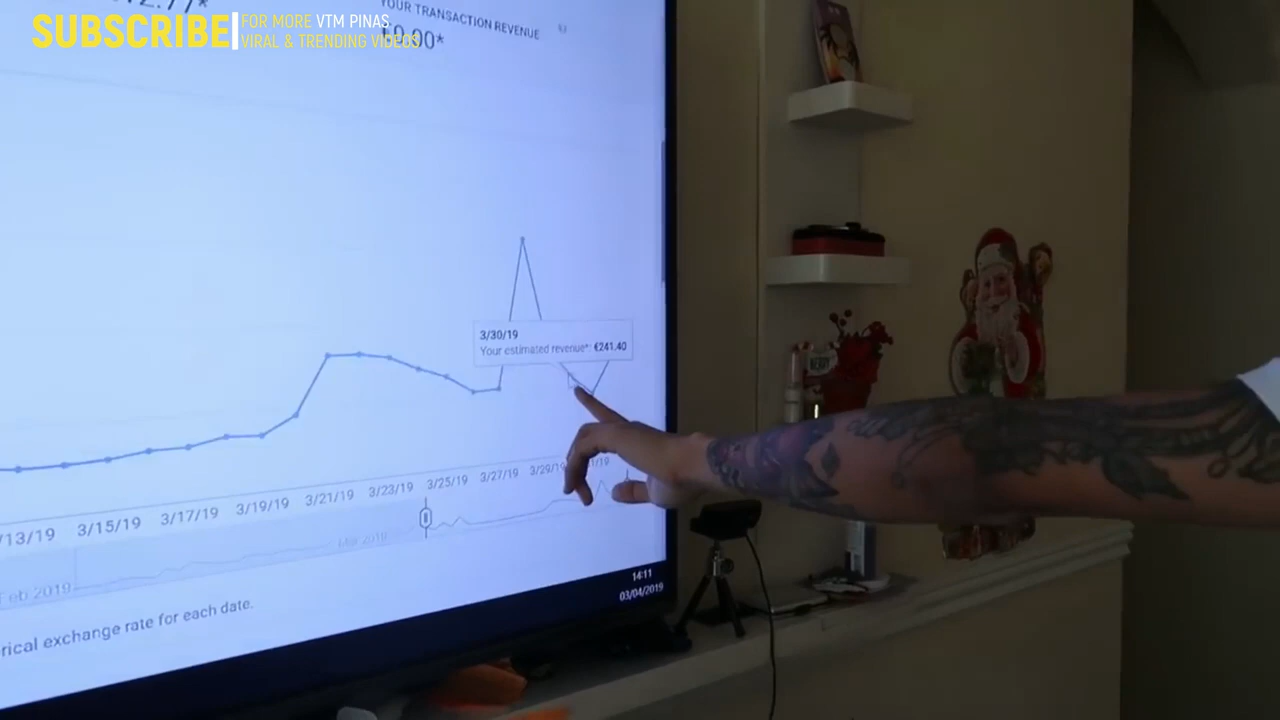 SUBSCRIBE
FOR MORE VTM PINAS
VIRAL & TRENDING VIDEOS
YOUR TRANSACTION REVENUE
3/30/19
Your estimated revenue*: €241.40
/13/19 3/15/19 3/17/19 3/19/19 3/21/19 3/23/19 3/25/19 3/27/19 3/29/19
Feb 2019 Mar 2019
rical exchange rate for each date.
14:11
03/04/2019
MERRY